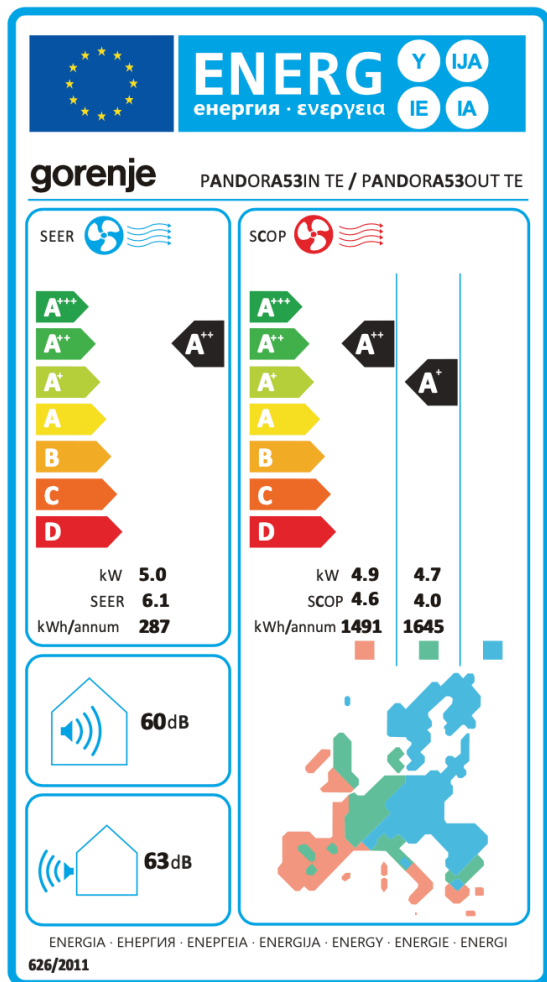 ENERG
енергия · ενεργεια
Y IJA
IE IA
gorenje
PANDORA53IN TE / PANDORA53OUT TE
SEER
A+++
A++
A+
A
B
C
D
A++
kW 5.0
SEER 6.1
kWh/annum 287
SCOP
A+++
A++
A+
A
B
C
D
A++
A+
kW 4.9 4.7
SCOP 4.6 4.0
kWh/annum 1491 1645
60dB
63dB
ENERGIA · ЕНЕРГИЯ · ΕΝΕΡΓΕΙΑ · ENERGIJA · ENERGY · ENERGIE · ENERGI
626/2011